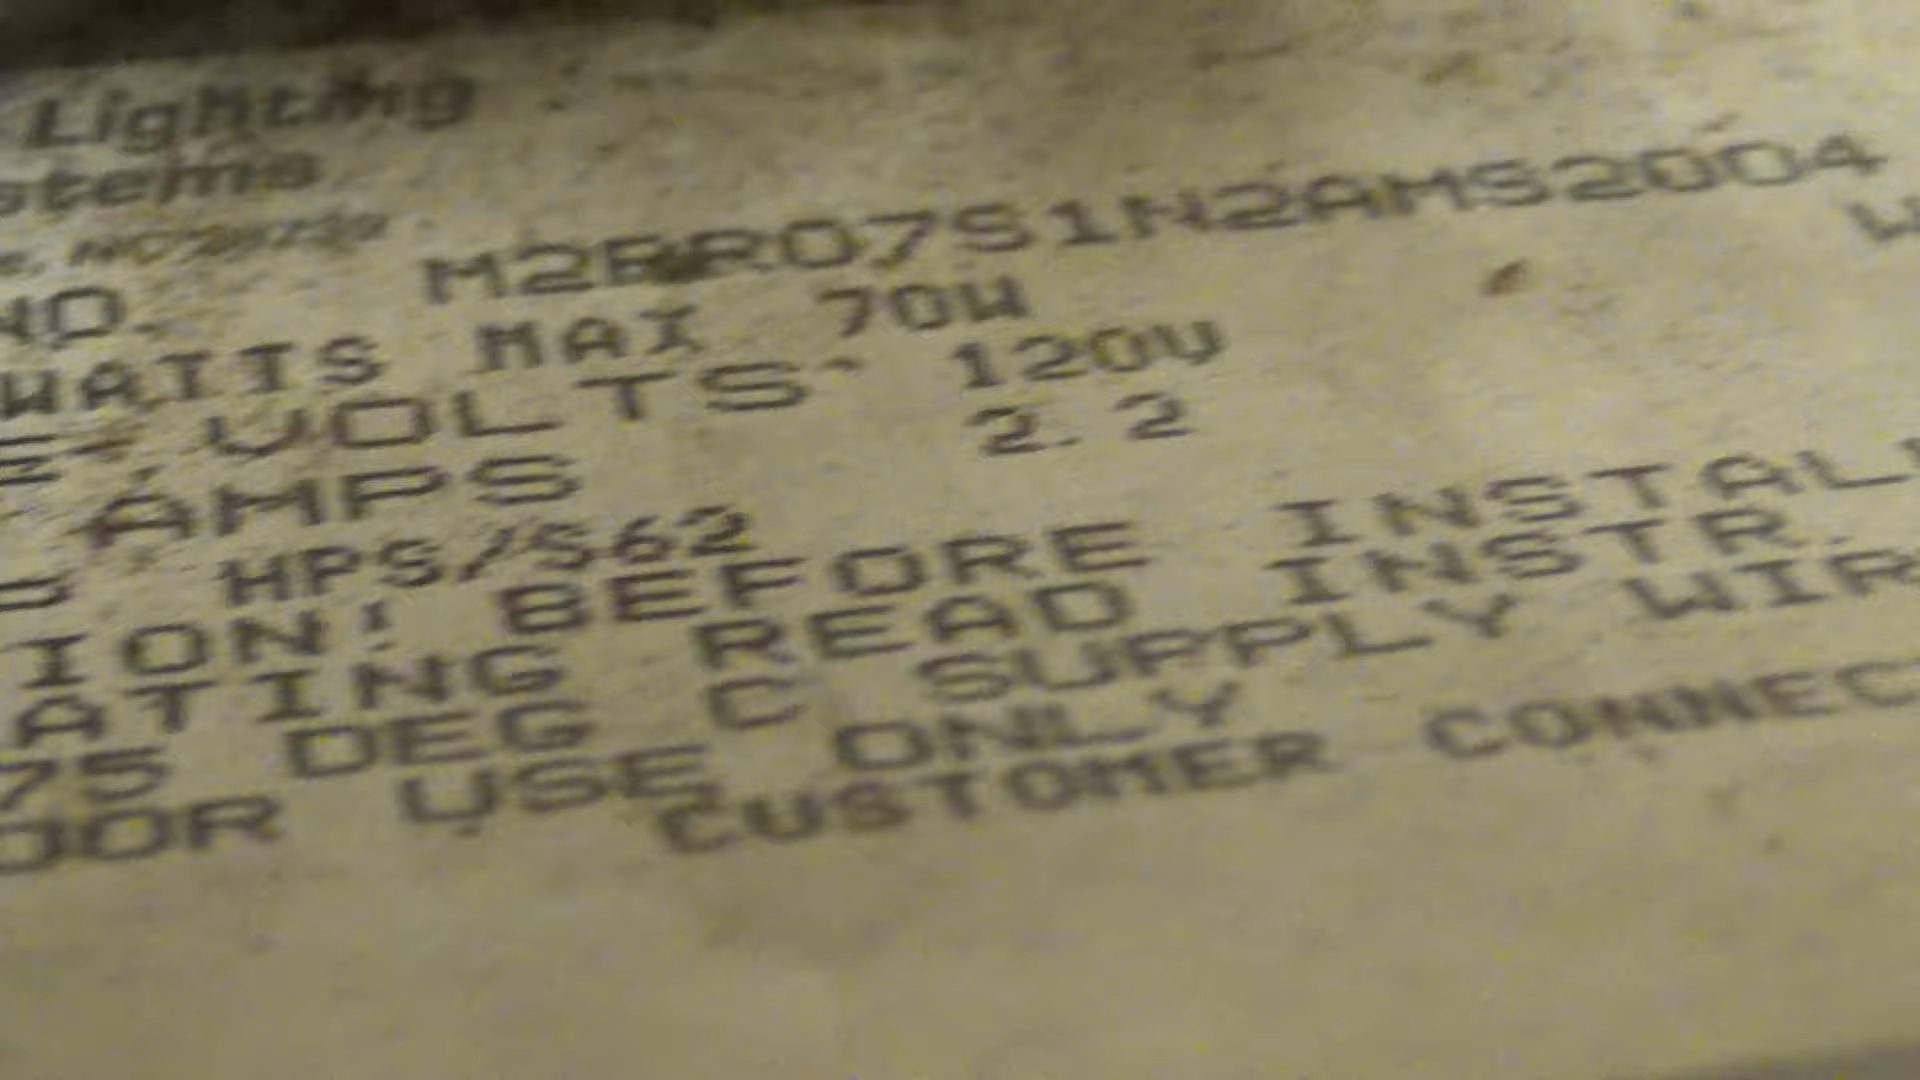 Lighting
stems
NO. M2RR07S1N2AMS2004
WATTS MAX 70W
VOLTS 120V
AMPS 2.2
HPS/S62
ION! BEFORE INSTAL
ATING READ INSTR.
75 DEG C SUPPLY WIR
OOR USE ONLY
CUSTOMER CONNEC